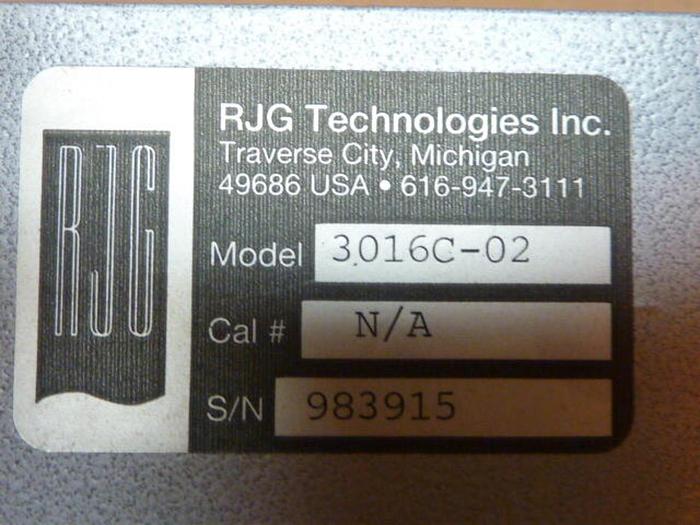 RJG
RJG Technologies Inc.
Traverse City, Michigan
49686 USA • 616-947-3111
Model 3016C-02
Cal # N/A
S/N 983915